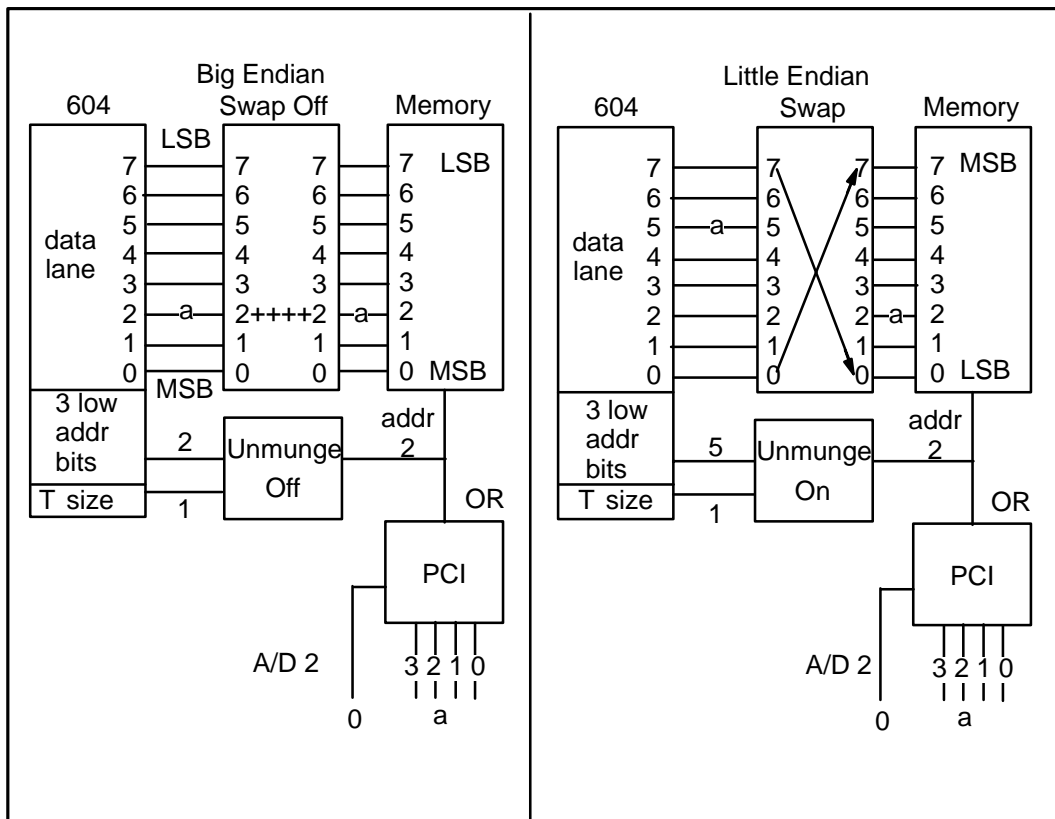 Big Endian
604 Swap Off Memory
LSB
7 7 7 7 LSB
6 6 6 6
5 5 5 5
data 4 4 4 4
lane 3 3 3 3
2 a 2++++2 a 2
1 1 1 1
0 0 0 0 MSB
MSB
3 low
addr
bits
2 Unmunge addr
Off 2
T size
1
OR
PCI
A/D 2 3 2 1 0
0 a
Little Endian
604 Swap Memory
7 7 7 7 MSB
6 6 6 6
5 a 5 5 5
data 4 4 4 4
lane 3 3 3 3
2 2 2 a 2
1 1 1 1
0 0 0 0 LSB
3 low
addr
bits
5 Unmunge addr
On 2
T size
1
OR
PCI
A/D 2 3 2 1 0
0 a